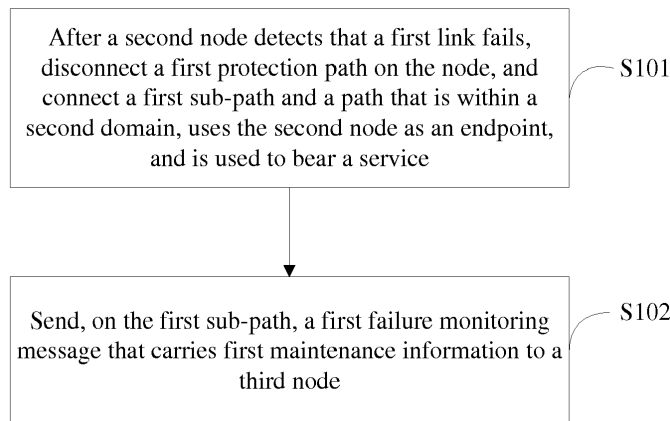 After a second node detects that a first link fails,
disconnect a first protection path on the node, and
connect a first sub-path and a path that is within a
second domain, uses the second node as an endpoint,
and is used to bear a service
S101
Send, on the first sub-path, a first failure monitoring
message that carries first maintenance information to a
third node
S102